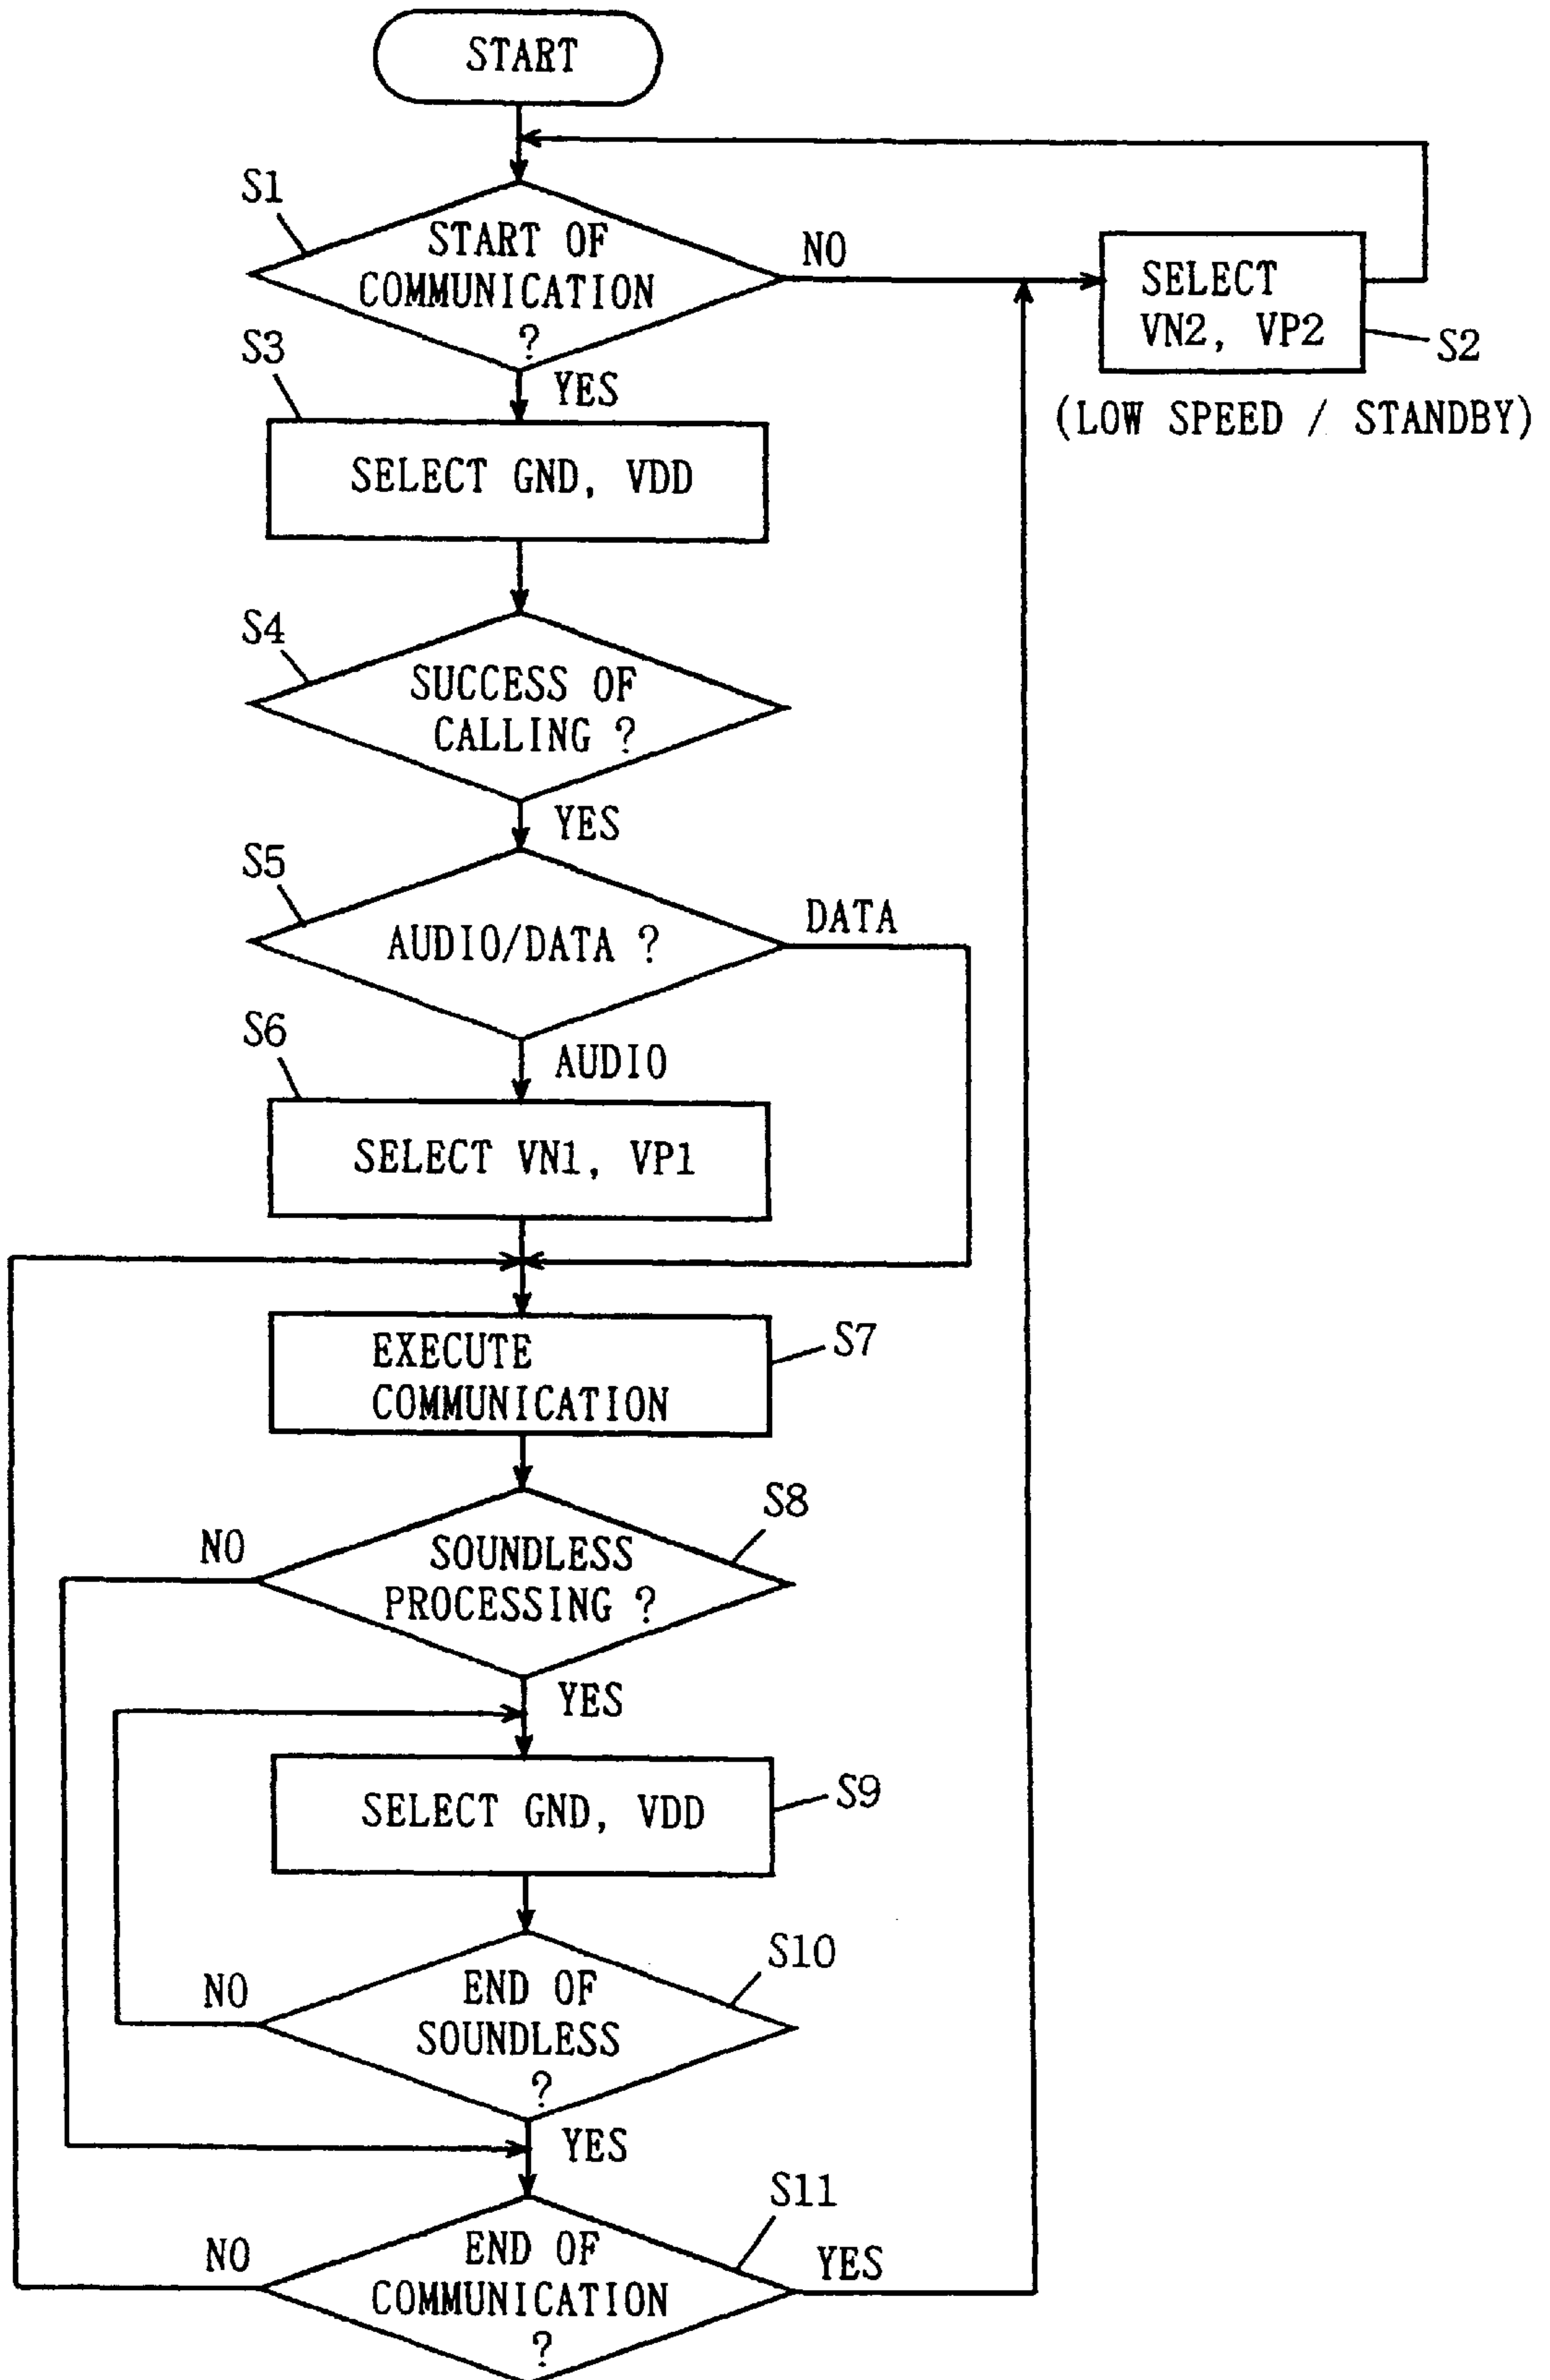 START
S1
START OF
COMMUNICATION
?
NO
SELECT
VN2, VP2
S2
(LOW SPEED / STANDBY)
YES
S3
SELECT GND, VDD
S4
SUCCESS OF
CALLING ?
YES
S5
AUDIO/DATA ?
DATA
AUDIO
S6
SELECT VN1, VP1
EXECUTE
COMMUNICATION
S7
S8
SOUNDLESS
PROCESSING ?
NO
YES
SELECT GND, VDD
S9
S10
END OF
SOUNDLESS
?
NO
YES
S11
END OF
COMMUNICATION
?
NO
YES